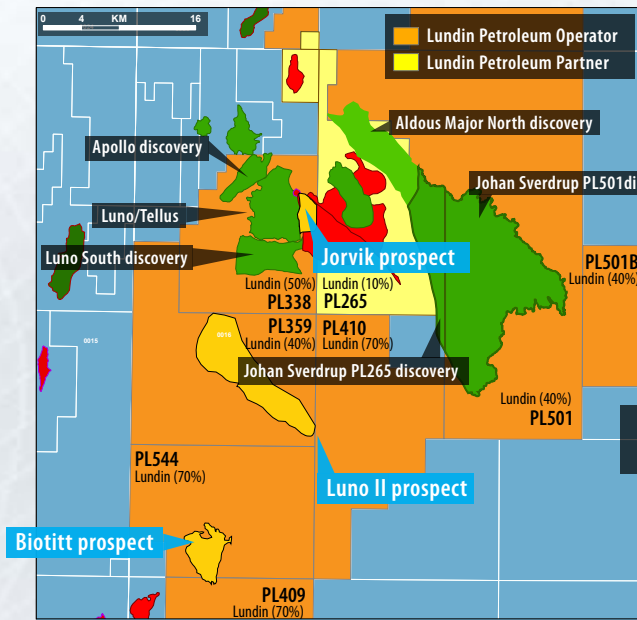 0 4 KM 16
Lundin Petroleum Operator
Lundin Petroleum Partner
Aldous Major North discovery
Apollo discovery
Johan Sverdrup PL501di
Luno/Tellus
Jorvik prospect
Luno South discovery
PL501B
Lundin (40%)
Lundin (50%)
PL338
Lundin (10%)
PL265
PL359
Lundin (40%)
PL410
Lundin (70%)
0015
0016
Johan Sverdrup PL265 discovery
Lundin (40%)
PL501
PL544
Lundin (70%)
Luno II prospect
Biotitt prospect
PL409
Lundin (70%)